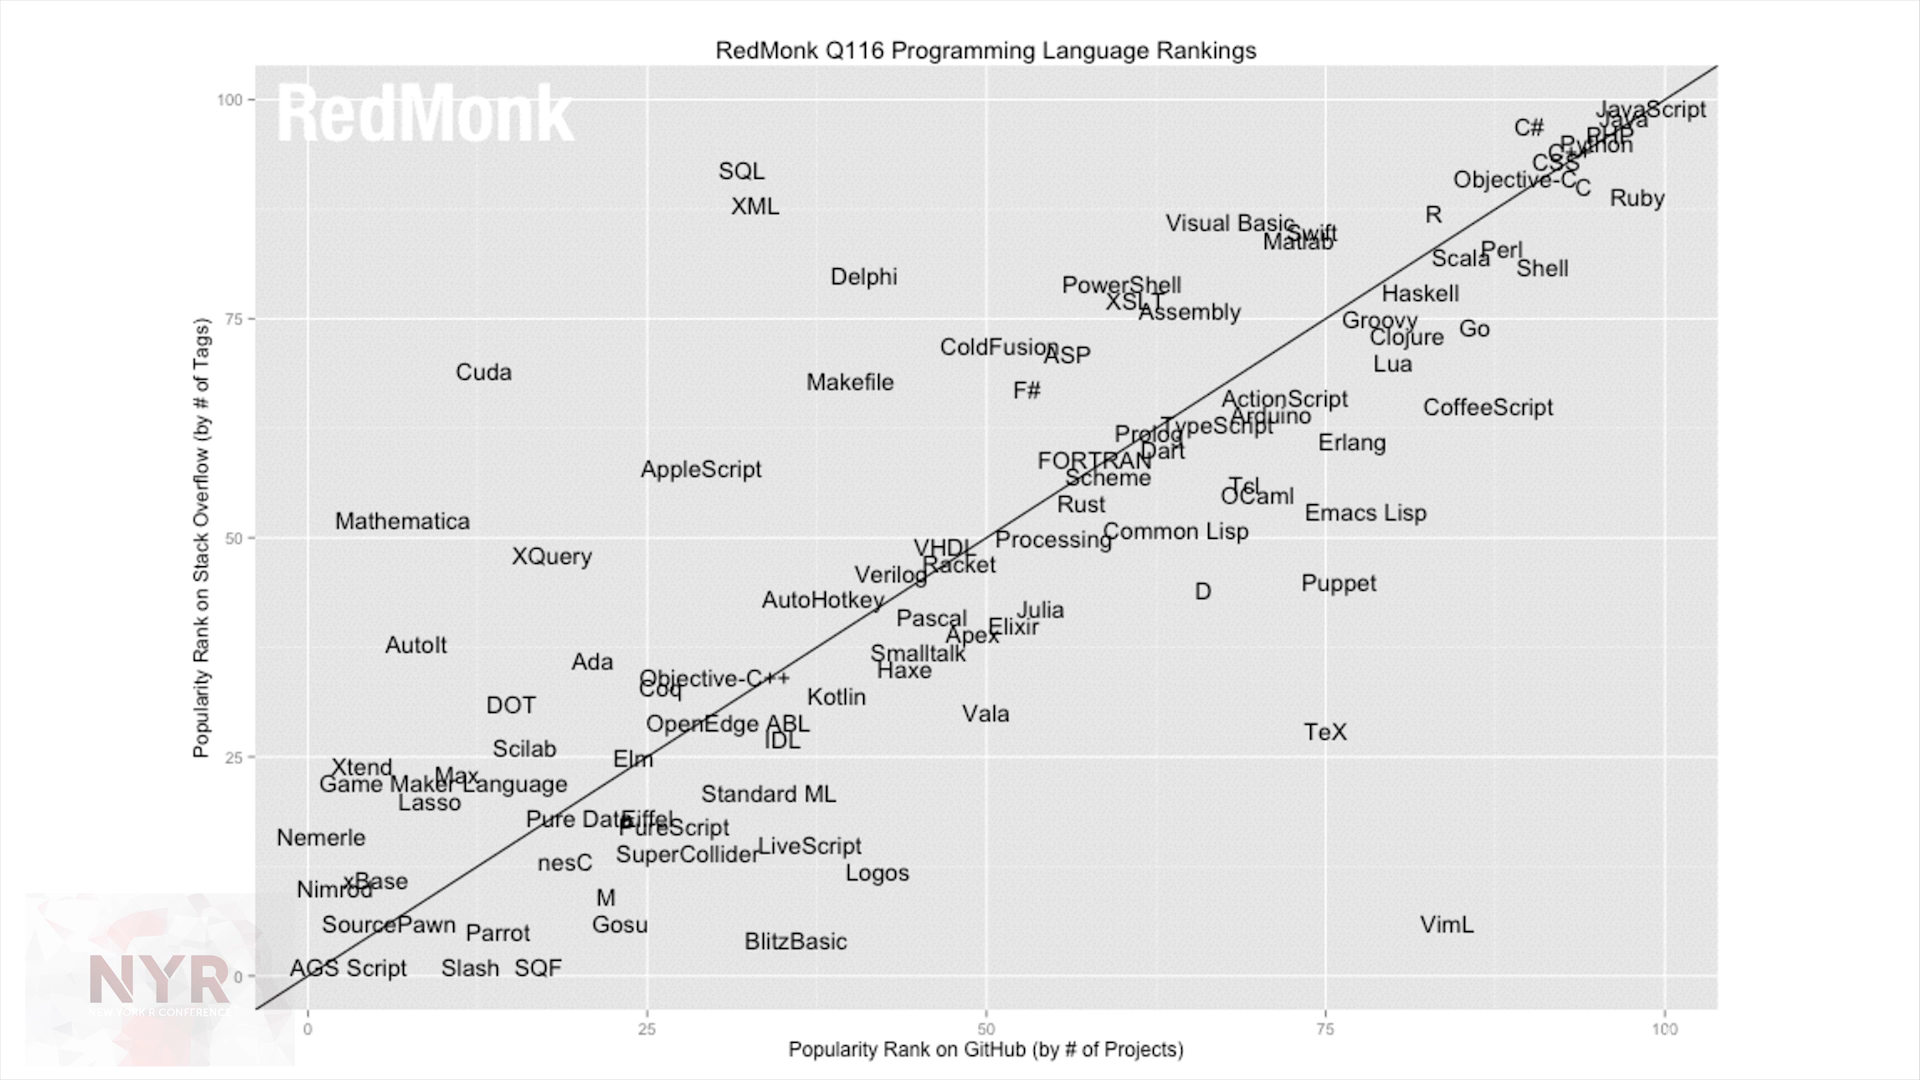 RedMonk Q116 Programming Language Rankings
RedMonk
100
75
50
25
0
Popularity Rank on Stack Overflow (by # of Tags)
JavaScript
Java
C#
PHP
Python
C++
CSS
SQL
Objective-C
C
Ruby
XML
R
Visual Basic
Swift
Matlab
Perl
Scala
Shell
Delphi
PowerShell
Haskell
XSLT
Assembly
Groovy
Go
Clojure
ColdFusion
ASP
Lua
Cuda
Makefile
F#
ActionScript
CoffeeScript
Arduino
TypeScript
Prolog
Erlang
Dart
FORTRAN
AppleScript
Scheme
Tcl
OCaml
Rust
Emacs Lisp
Mathematica
Common Lisp
Processing
VHDL
XQuery
Racket
Verilog
Puppet
D
AutoHotkey
Julia
Pascal
Elixir
Apex
AutoIt
Smalltalk
Ada
Haxe
Objective-C++
Coq
Kotlin
DOT
Vala
OpenEdge ABL
TeX
IDL
Scilab
Elm
Xtend
Max
Game Maker Language
Standard ML
Lasso
Pure Data
Eiffel
PureScript
Nemerle
LiveScript
SuperCollider
nesC
Logos
xBase
Nimrod
M
SourcePawn
Gosu
VimL
Parrot
BlitzBasic
AGS Script
Slash
SQF
0 25 50 75 100
Popularity Rank on GitHub (by # of Projects)
NYR
NEW YORK R CONFERENCE